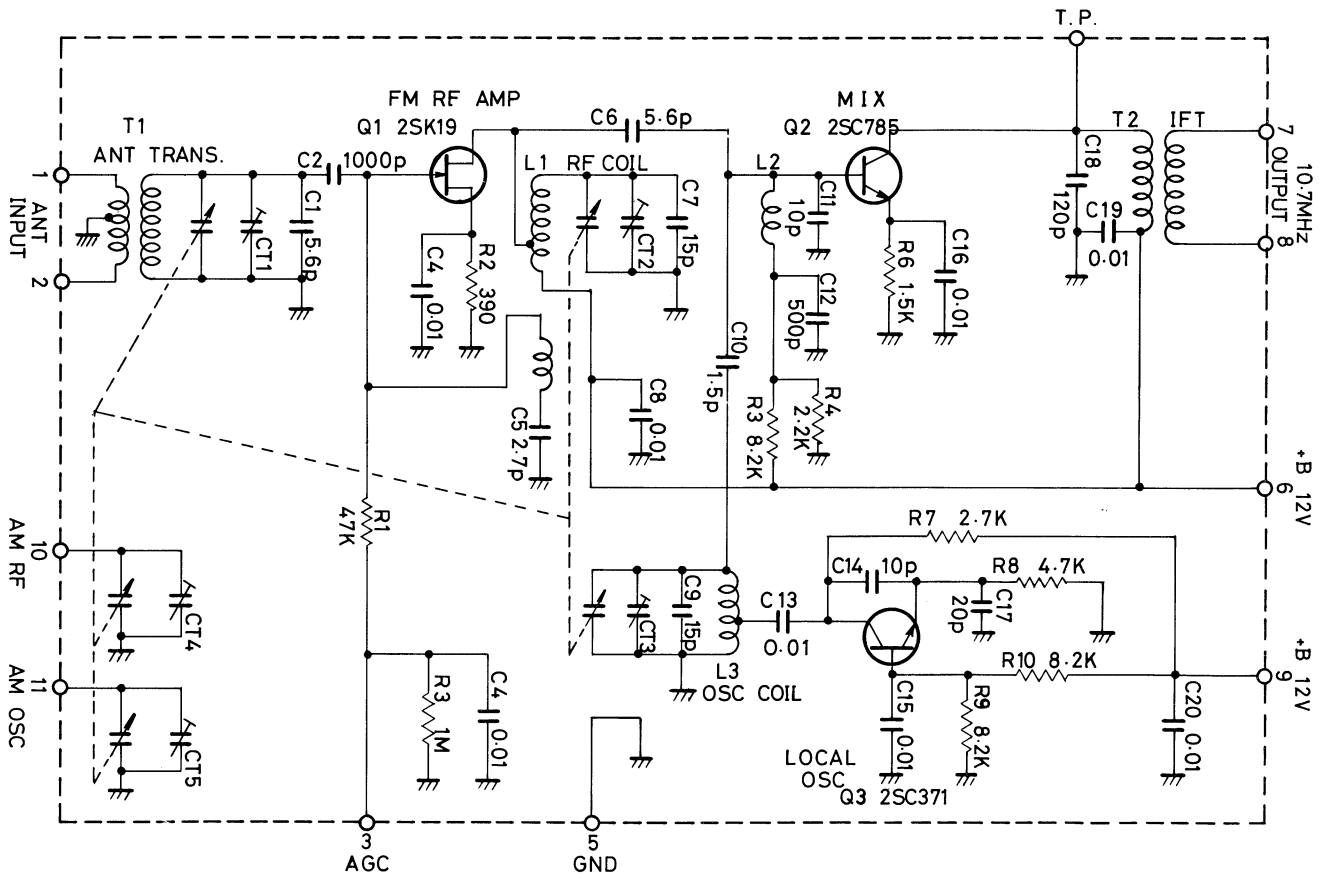 T.P.
FM RF AMP
Q1 2SK19
MIX
Q2 2SC785
C6 5.6p
T1
ANT TRANS.
C2 1000p
L1 RF COIL
L2
T2 IFT
1
ANT
INPUT
2
CT1
C1
5.6p
C4
0.01
R2
390
CT2
C7
15p
C11
10p
C12
500p
R6
1.5K
C16
0.01
C18
120p
C19
0.01
7
OUTPUT
10.7MHz
8
C10
1.5p
C8
0.01
C5 2.7p
R3 8.2K
R4
2.2K
+B
6 12V
R1
47K
10
AM RF
CT4
R7 2.7K
C14 10p
R8 4.7K
C17
20p
C9
15p
CT3
C13
0.01
L3
OSC COIL
11
AM OSC
CT5
R3
1M
C4
0.01
R10 8.2K
+B
9 12V
C15
0.01
R9
8.2K
C20
0.01
LOCAL
OSC
Q3 2SC371
3
AGC
5
GND